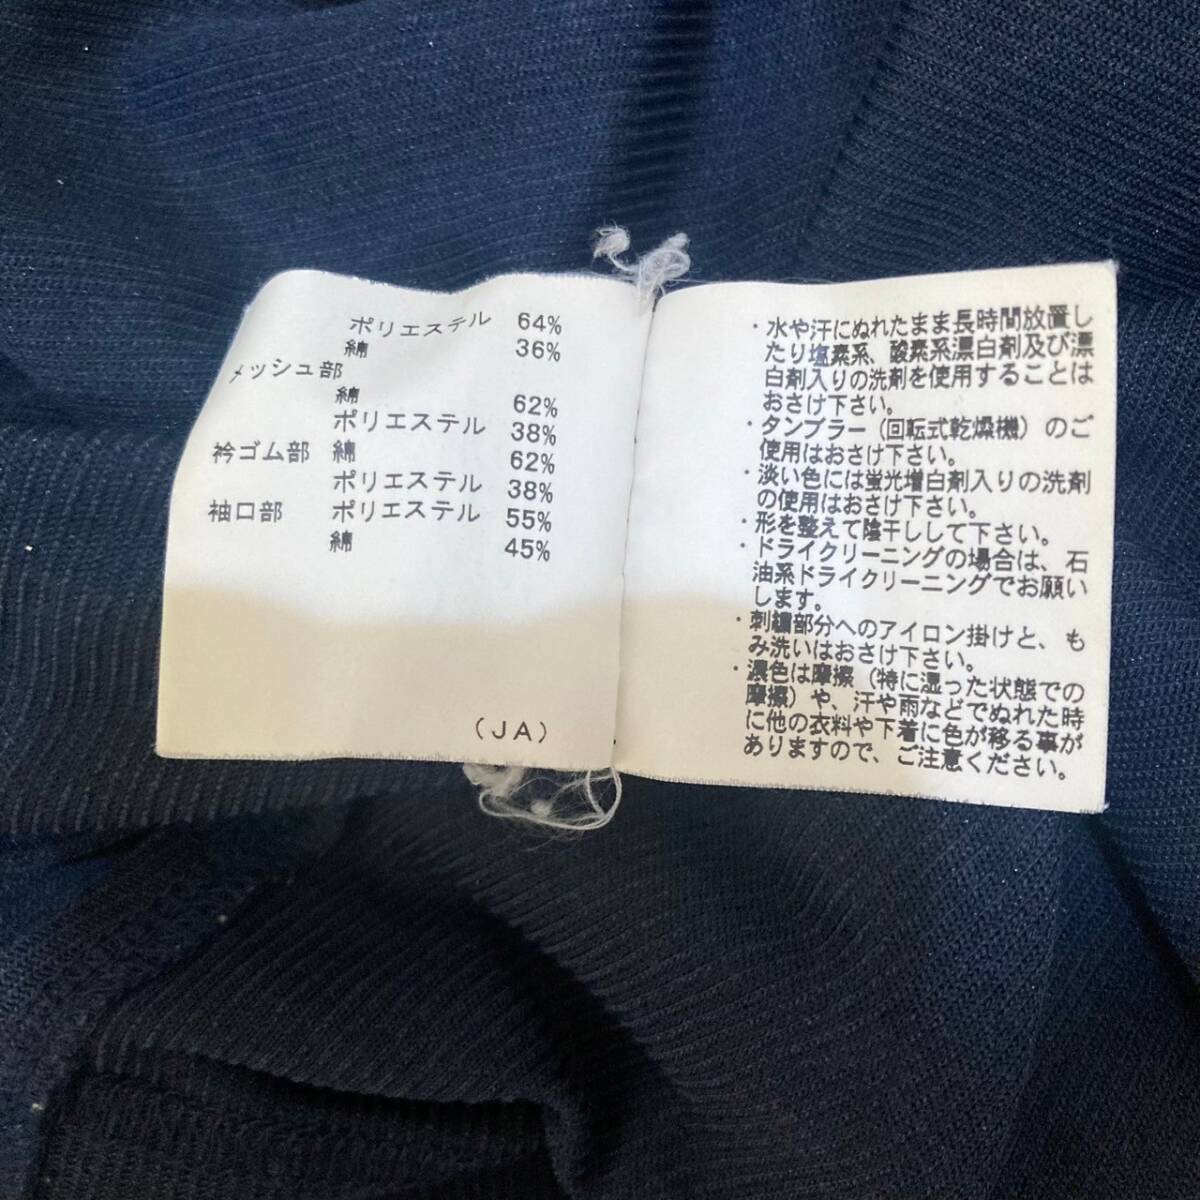 ポリエステル 64%
綿 36%
メッシュ部
綿 62%
ポリエステル 38%
衿ゴム部 綿 62%
ポリエステル 38%
袖口部 ポリエステル 55%
綿 45%
(JA)
・水や汗にぬれたまま長時間放置し
たり塩素系、酸素系漂白剤及び漂
白剤入りの洗剤を使用することは
おさけ下さい。
・タンブラー(回転式乾燥機)のご
使用はおさけ下さい。
・淡い色には蛍光増白剤入りの洗剤
の使用はおさけ下さい。
・形を整えて陰干しして下さい。
・ドライクリーニングの場合は、石
油系ドライクリーニングでお願い
します。
・刺繍部分へのアイロン掛けと、も
み洗いはおさけ下さい。
・濃色は摩擦(特に湿った状態での
摩擦)や、汗や雨などでぬれた時
に他の衣料や下着に色が移る事が
ありますので、ご注意ください。